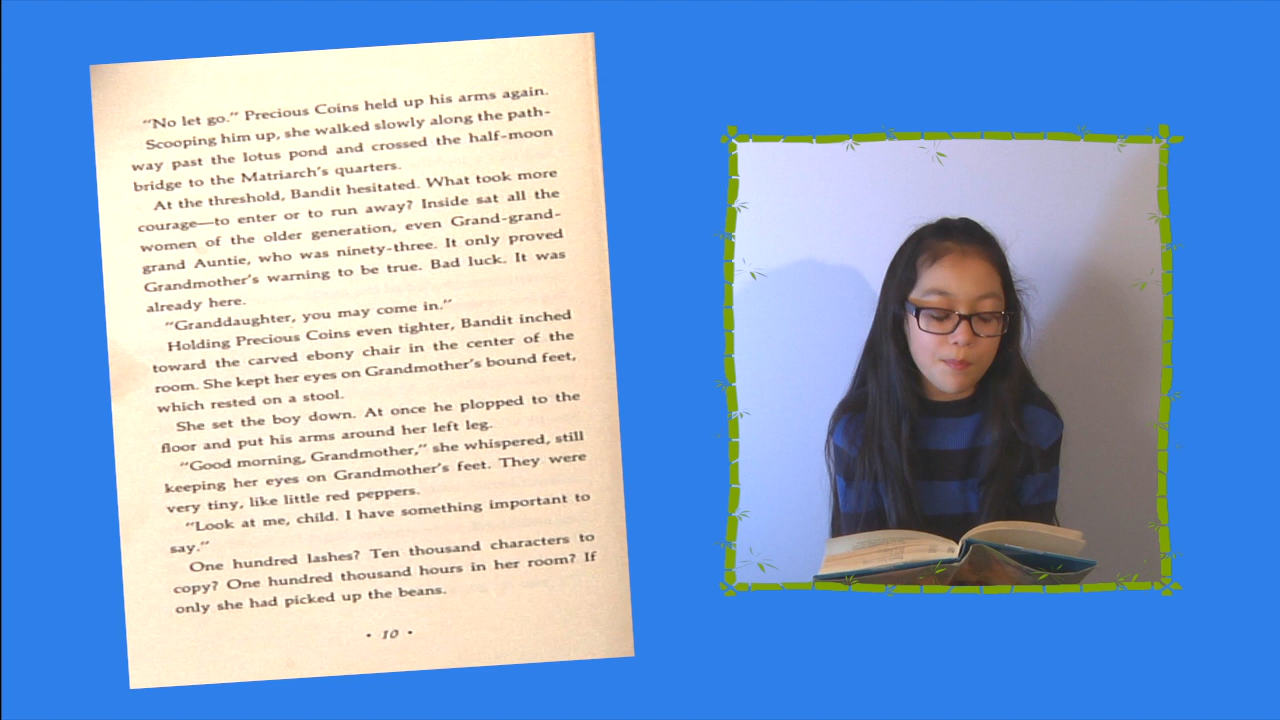 “No let go.” Precious Coins held up his arms again.
Scooping him up, she walked slowly along the path-
way past the lotus pond and crossed the half-moon
bridge to the Matriarch’s quarters.
At the threshold, Bandit hesitated. What took more
courage—to enter or to run away? Inside sat all the
women of the older generation, even Grand-grand-
grand Auntie, who was ninety-three. It only proved
Grandmother’s warning to be true. Bad luck. It was
already here.
“Granddaughter, you may come in.”
Holding Precious Coins even tighter, Bandit inched
toward the carved ebony chair in the center of the
room. She kept her eyes on Grandmother’s bound feet,
which rested on a stool.
She set the boy down. At once he plopped to the
floor and put his arms around her left leg.
“Good morning, Grandmother,” she whispered, still
keeping her eyes on Grandmother’s feet. They were
very tiny, like little red peppers.
“Look at me, child. I have something important to
say.”
One hundred lashes? Ten thousand characters to
copy? One hundred thousand hours in her room? If
only she had picked up the beans.
• 10 •